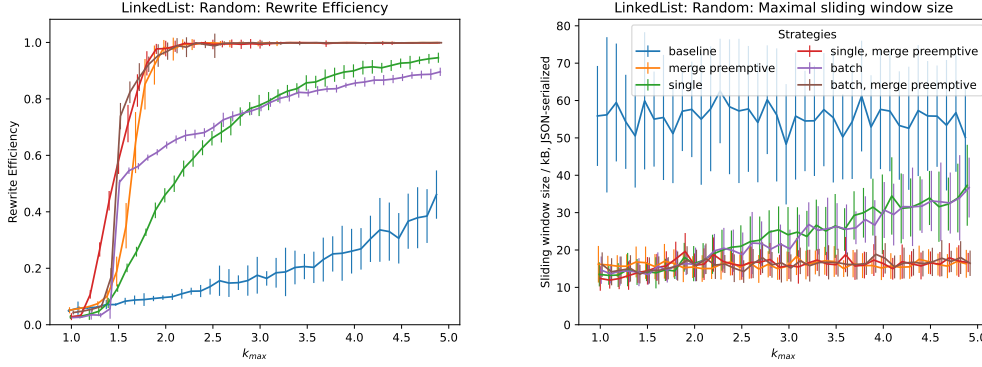 LinkedList: Random: Rewrite Efficiency
1.0
0.8
0.6
0.4
0.2
0.0
Rewrite Efficiency
1.0 1.5 2.0 2.5 3.0 3.5 4.0 4.5 5.0
k_max
LinkedList: Random: Maximal sliding window size
80
70
60
50
40
30
20
10
0
Sliding window size / kB, JSON-serialized
Strategies
baseline
merge preemptive
single
single, merge preemptive
batch
batch, merge preemptive
1.0 1.5 2.0 2.5 3.0 3.5 4.0 4.5 5.0
k_max